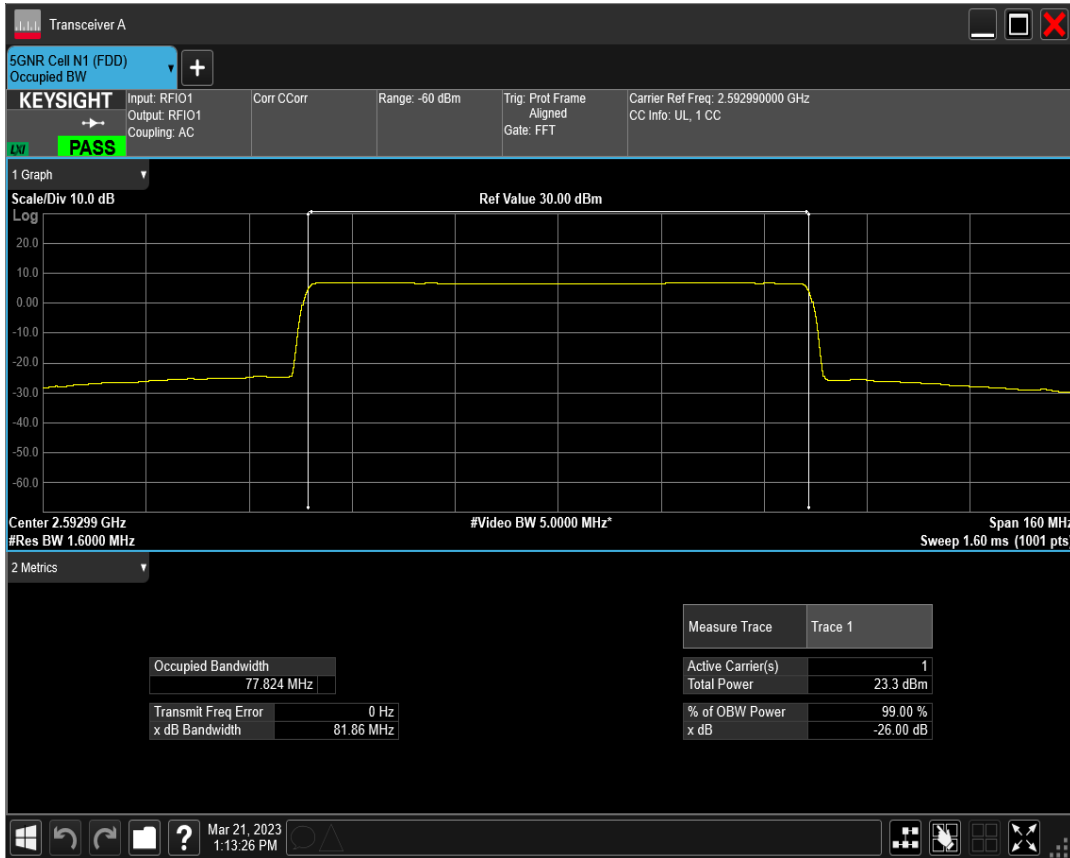 Transceiver A
5GNR Cell N1 (FDD)
Occupied BW
+
KEYSIGHT
LXI
PASS
Input: RFIO1
Output: RFIO1
Coupling: AC
Corr CCorr
Range: -60 dBm
Trig: Prot Frame
Aligned
Gate: FFT
Carrier Ref Freq: 2.592990000 GHz
CC Info: UL, 1 CC
1 Graph
Scale/Div 10.0 dB
Ref Value 30.00 dBm
Log
20.0
10.0
0.00
-10.0
-20.0
-30.0
-40.0
-50.0
-60.0
Center 2.59299 GHz
#Video BW 5.0000 MHz*
Span 160 MHz
#Res BW 1.6000 MHz
Sweep 1.60 ms (1001 pts)
2 Metrics
Measure Trace Trace 1
Occupied Bandwidth
77.824 MHz
Active Carrier(s) 1
Total Power 23.3 dBm
Transmit Freq Error 0 Hz
x dB Bandwidth 81.86 MHz
% of OBW Power 99.00 %
x dB -26.00 dB
?
Mar 21, 2023
1:13:26 PM